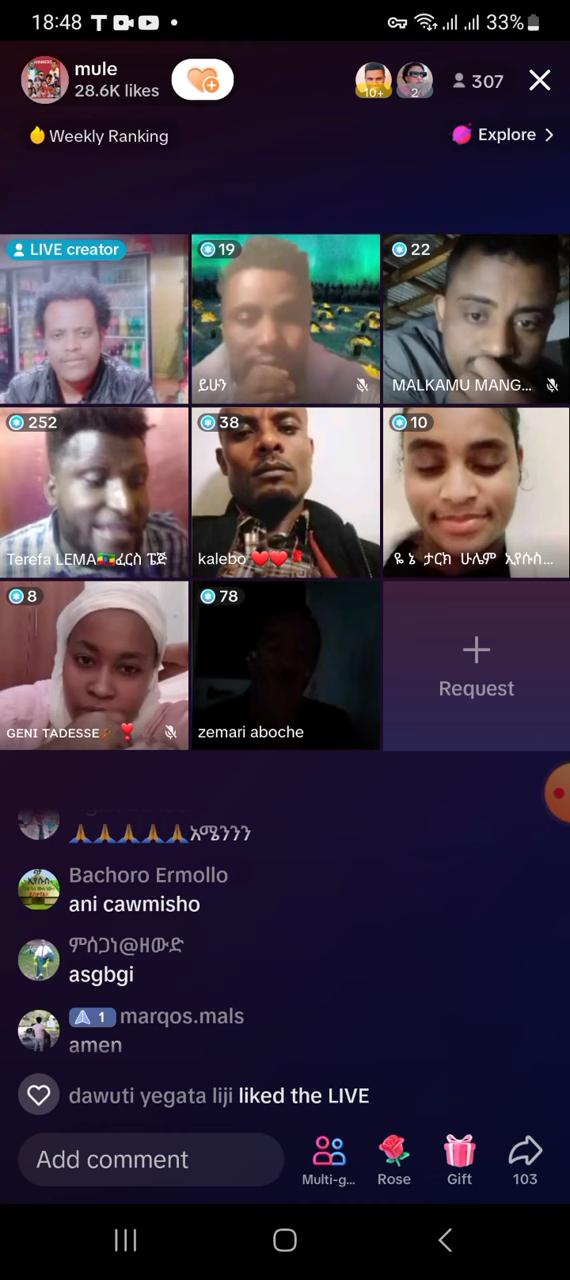 18:48
33%
mule
28.6K likes
10+
2
307
Weekly Ranking
Explore
LIVE creator
19
22
ይሁን
MALKAMU MANG...
252
38
10
Terefa LEMA🇪🇹ፈርስ ፔጅ
kalebo ❤️❤️🌹
የ ኔ ታርክ ሁሌም ኢየሱስ...
8
78
GENI TADESSE🎉❣️
zemari aboche
Request
🙏🙏🙏🙏🙏አሜንንን
Bachoro Ermollo
ani cawmisho
ምሰጋነ@ዘውድ
asgbgi
1 marqos.mals
amen
dawuti yegata liji liked the LIVE
Add comment
Multi-g...
Rose
Gift
103